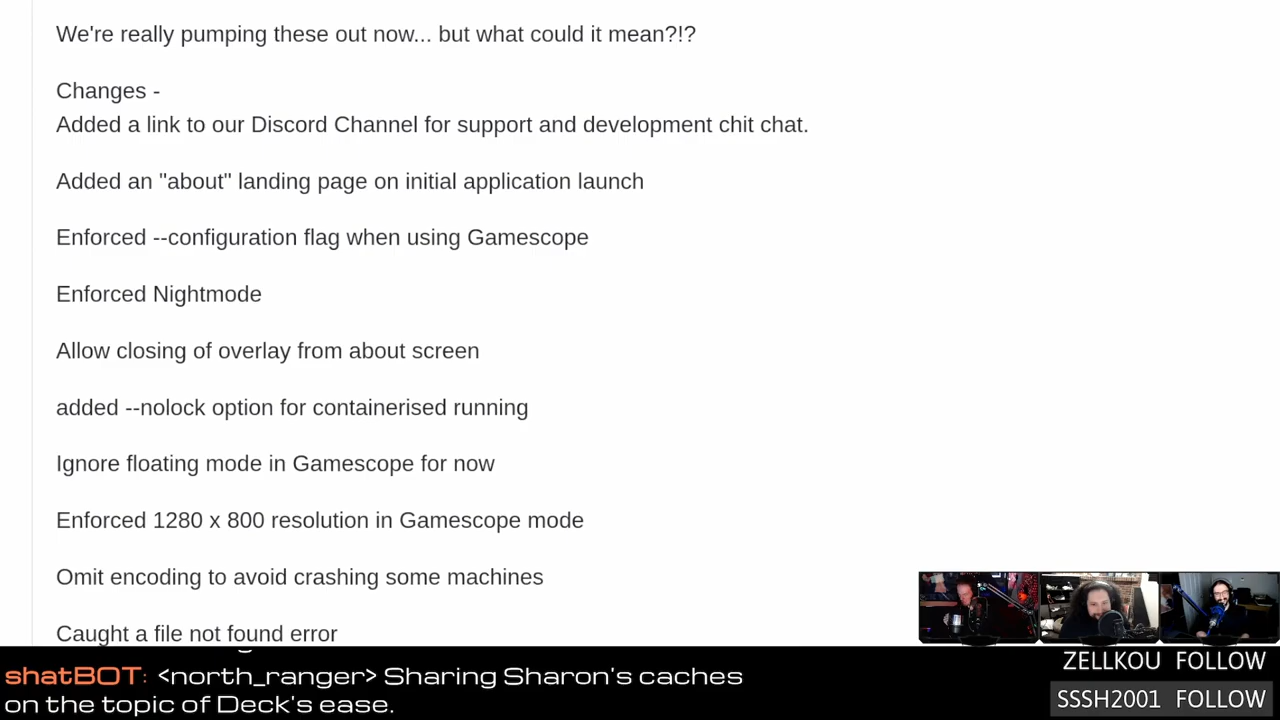 We're really pumping these out now... but what could it mean?!?
Changes -
Added a link to our Discord Channel for support and development chit chat.
Added an "about" landing page on initial application launch
Enforced --configuration flag when using Gamescope
Enforced Nightmode
Allow closing of overlay from about screen
added --nolock option for containerised running
Ignore floating mode in Gamescope for now
Enforced 1280 x 800 resolution in Gamescope mode
Omit encoding to avoid crashing some machines
Caught a file not found error
shatBOT: <north_ranger> Sharing Sharon's caches
on the topic of Deck's ease.
ZELLKOU FOLLOW
SSSH2001 FOLLOW